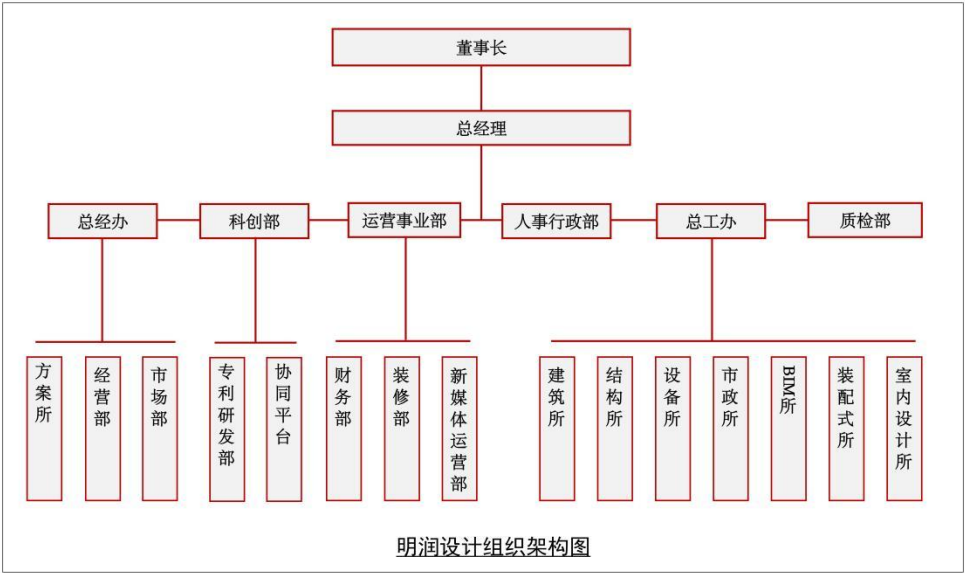 董事长
总经理
总经办
科创部
运营事业部
人事行政部
总工办
质检部
方案所
经营部
市场部
专利研发部
协同平台
财务部
装修部
新媒体运营部
建筑所
结构所
设备所
市政所
BIM所
装配式所
室内设计所
明润设计组织架构图